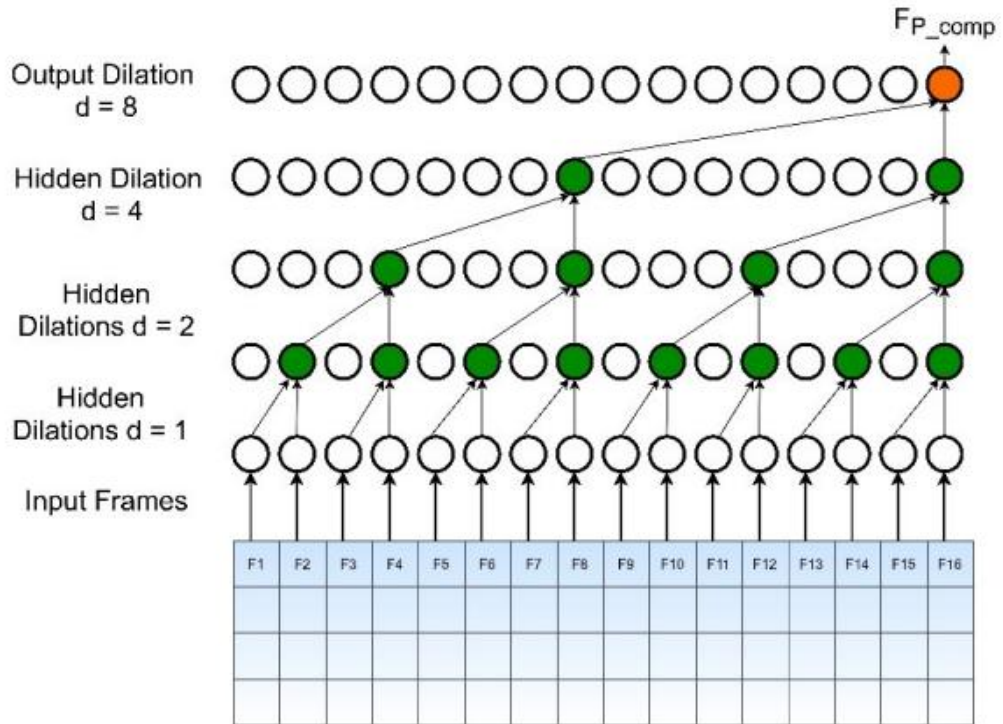 F_P_comp
Output Dilation
d = 8
Hidden Dilation
d = 4
Hidden
Dilations d = 2
Hidden
Dilations d = 1
Input Frames
F1 F2 F3 F4 F5 F6 F7 F8 F9 F10 F11 F12 F13 F14 F15 F16